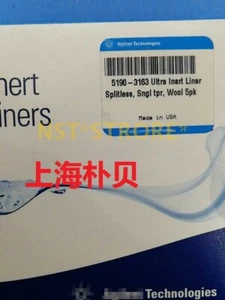 Agilent Technologies
5190-3163 Ultra Inert Liner
Splitless, Sngl tpr, Wool 5pk
Made in USA
nert
iners
NST-STRORE
上海朴贝
Agilent Technologies